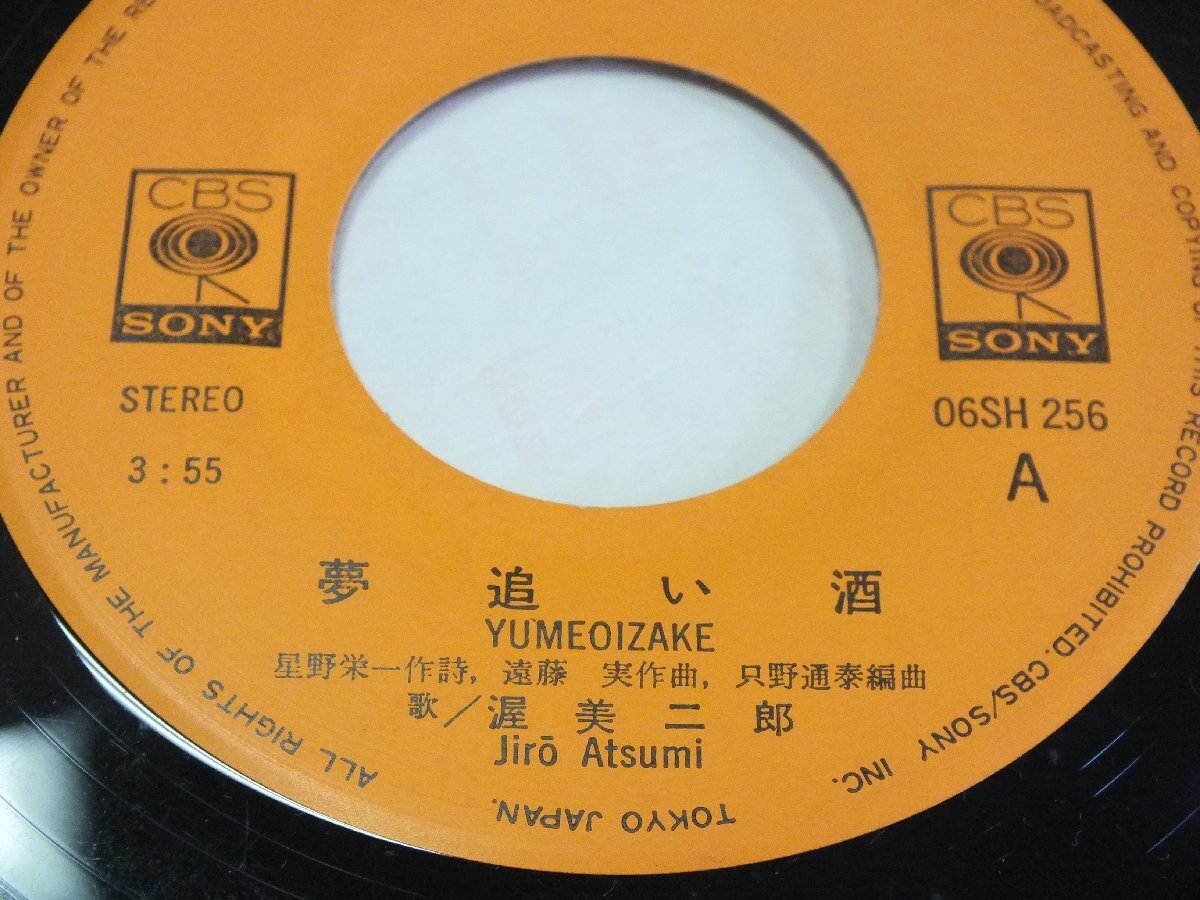 CBS
SONY
CBS
SONY
STEREO
06SH 256
3 : 55
A
夢追い酒
YUMEOIZAKE
星野栄一作詩, 遠藤 実作曲, 只野通泰編曲
歌／渥美二郎
Jirō Atsumi
ALL RIGHTS OF THE MANUFACTURER AND OF THE OWNER OF THE
BROADCASTING AND COPYING OF THIS RECORD PROHIBITED. CBS/SONY INC.
TOKYO JAPAN.